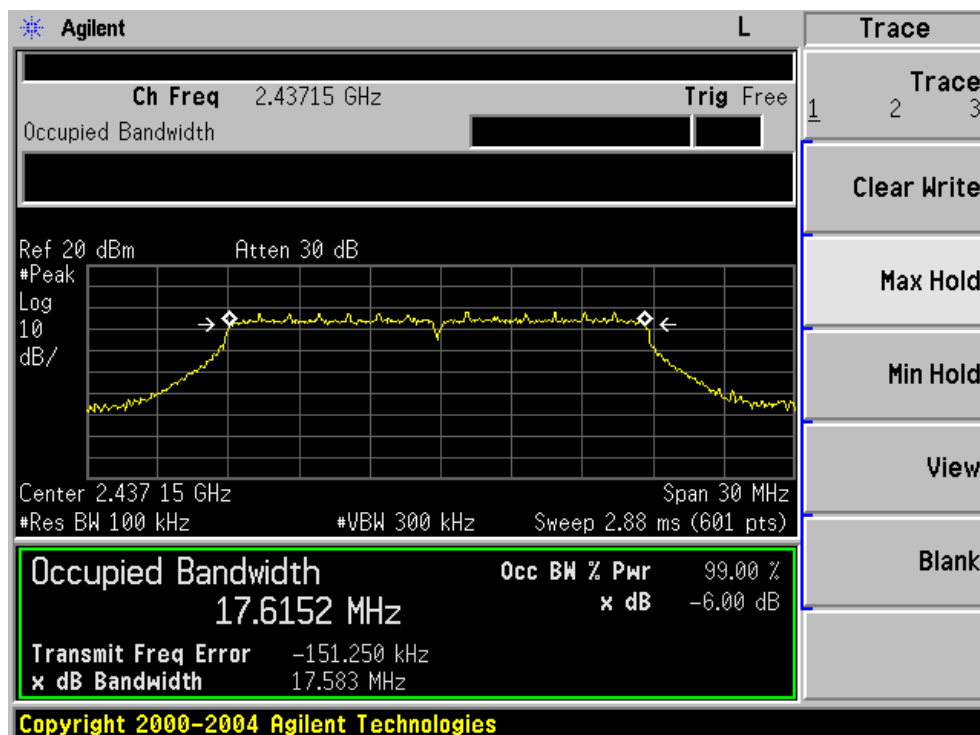 Agilent L Trace
Ch Freq 2.43715 GHz Trig Free
Occupied Bandwidth
Trace
1 2 3
Clear Write
Ref 20 dBm Atten 30 dB
#Peak
Log
10
dB/
Max Hold
Min Hold
View
Center 2.437 15 GHz Span 30 MHz
#Res BW 100 kHz #VBW 300 kHz Sweep 2.88 ms (601 pts)
Blank
Occupied Bandwidth Occ BW % Pwr 99.00 %
17.6152 MHz x dB -6.00 dB
Transmit Freq Error -151.250 kHz
x dB Bandwidth 17.583 MHz
Copyright 2000-2004 Agilent Technologies